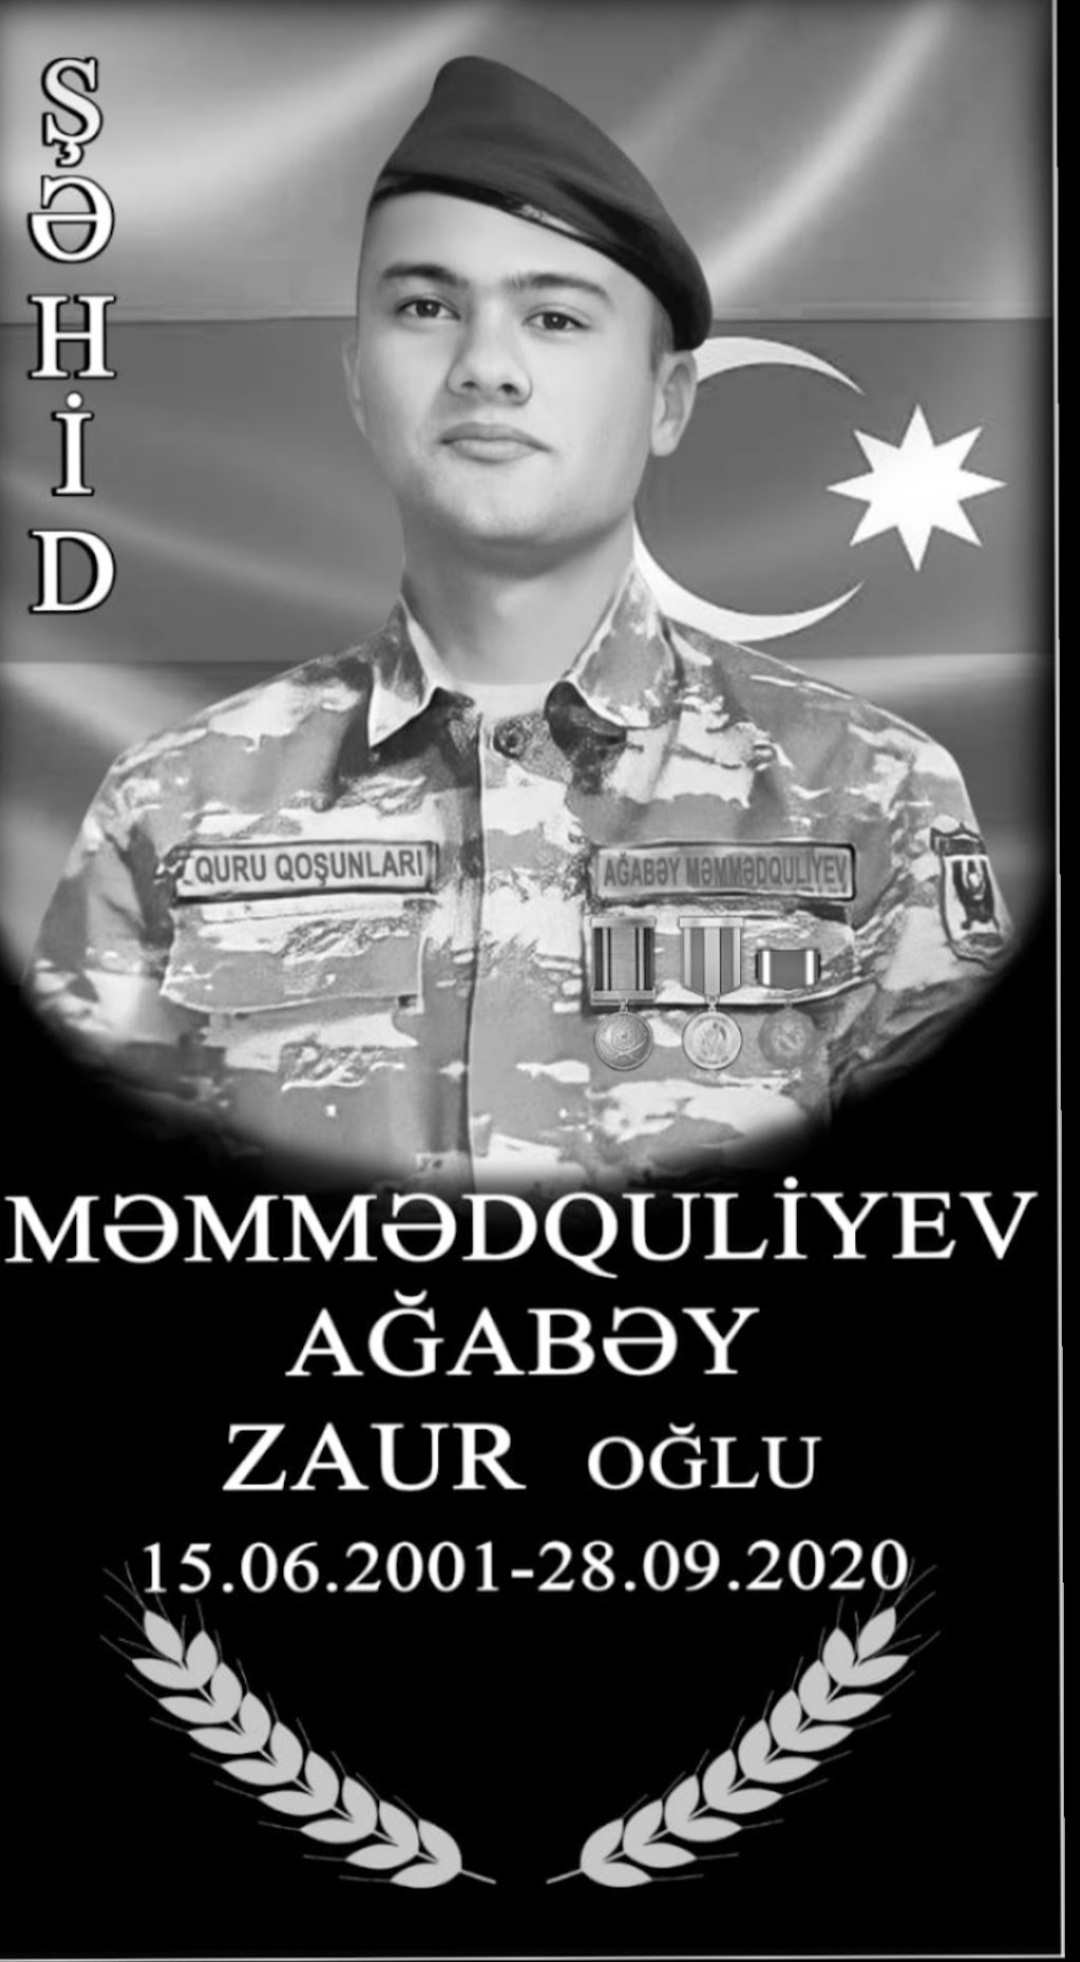 ŞƏHİD
QURU QOŞUNLARI
AĞABƏY MƏMMƏDQULİYEV
MƏMMƏDQULİYEV
AĞABƏY
ZAUR OĞLU
15.06.2001-28.09.2020